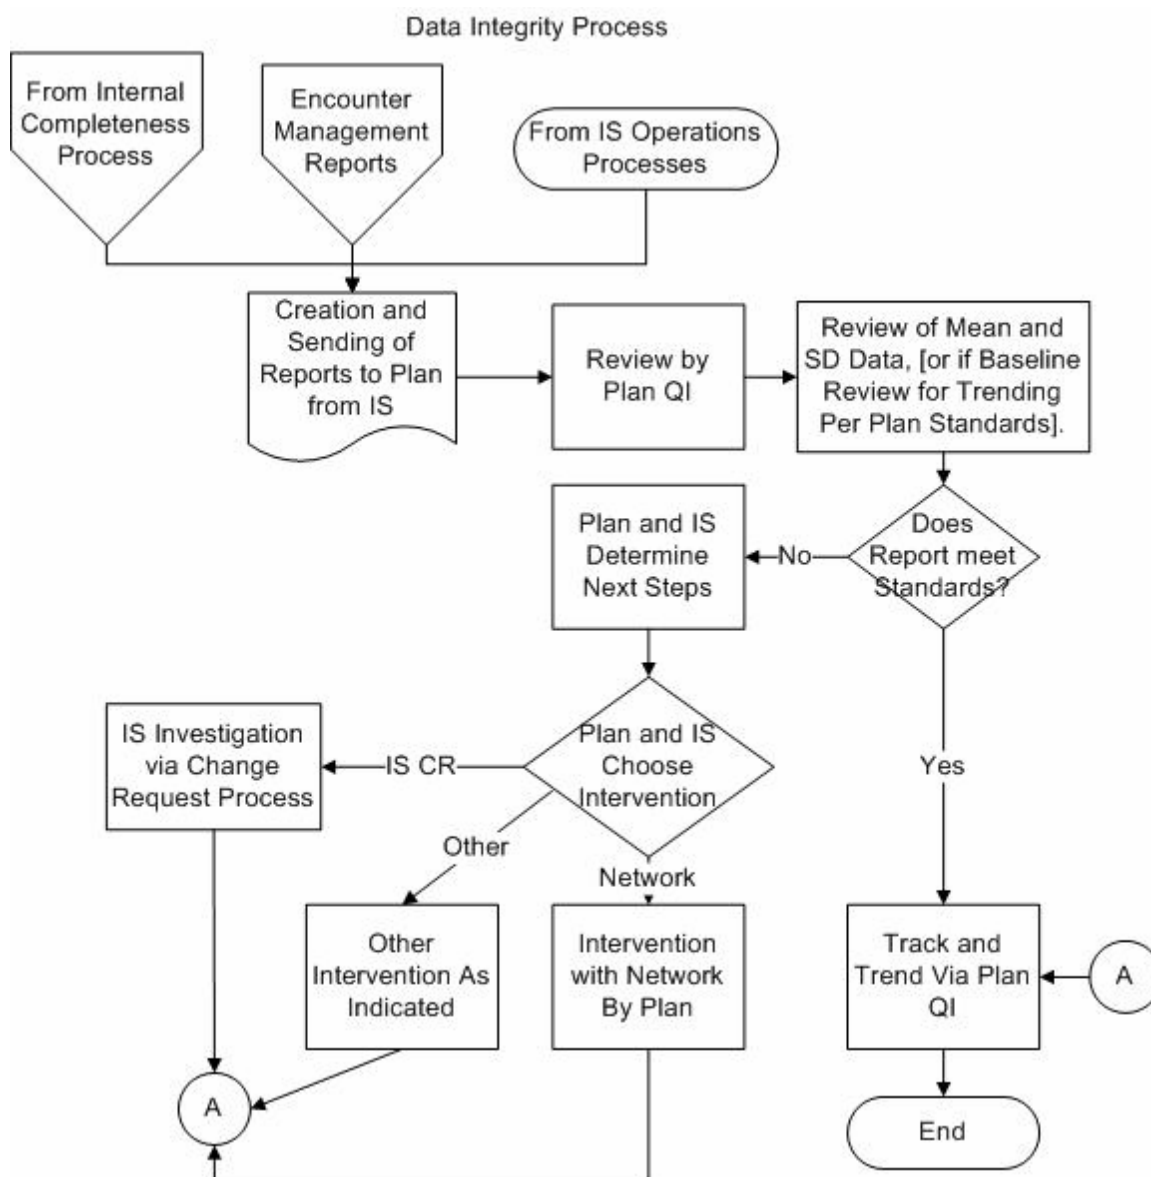 Data Integrity Process
From Internal
Completeness
Process
Encounter
Management
Reports
From IS Operations
Processes
Creation and
Sending of
Reports to Plan
from IS
Review by
Plan QI
Review of Mean and
SD Data, [or if Baseline
Review for Trending
Per Plan Standards].
Does
Report meet
Standards?
No
Plan and IS
Determine
Next Steps
Yes
Plan and IS
Choose
Intervention
IS CR
IS Investigation
via Change
Request Process
Other
Network
Other
Intervention As
Indicated
Intervention
with Network
By Plan
Track and
Trend Via Plan
QI
A
A
End